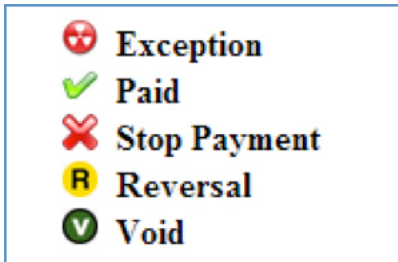 Exception
Paid
Stop Payment
R Reversal
V Void